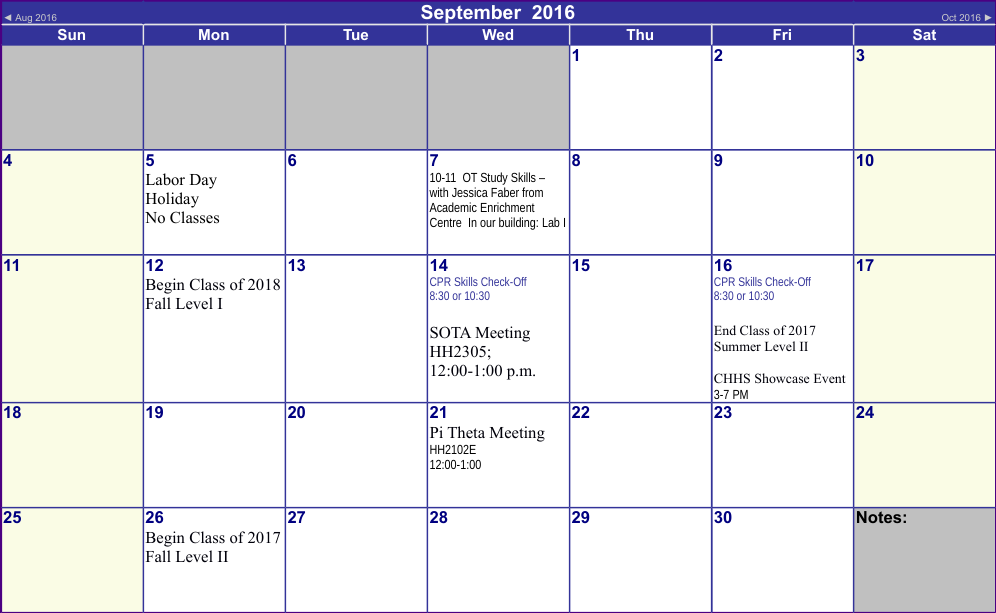 September 2016
◄ Aug 2016
Oct 2016 ►
Sun Mon Tue Wed Thu Fri Sat
1
2
3
4
5
Labor Day
Holiday
No Classes
6
7
10-11 OT Study Skills –
with Jessica Faber from
Academic Enrichment
Centre In our building: Lab I
8
9
10
11
12
Begin Class of 2018
Fall Level I
13
14
CPR Skills Check-Off
8:30 or 10:30
SOTA Meeting
HH2305;
12:00-1:00 p.m.
15
16
CPR Skills Check-Off
8:30 or 10:30
End Class of 2017
Summer Level II
CHHS Showcase Event
3-7 PM
17
18
19
20
21
Pi Theta Meeting
HH2102E
12:00-1:00
22
23
24
25
26
Begin Class of 2017
Fall Level II
27
28
29
30
Notes: